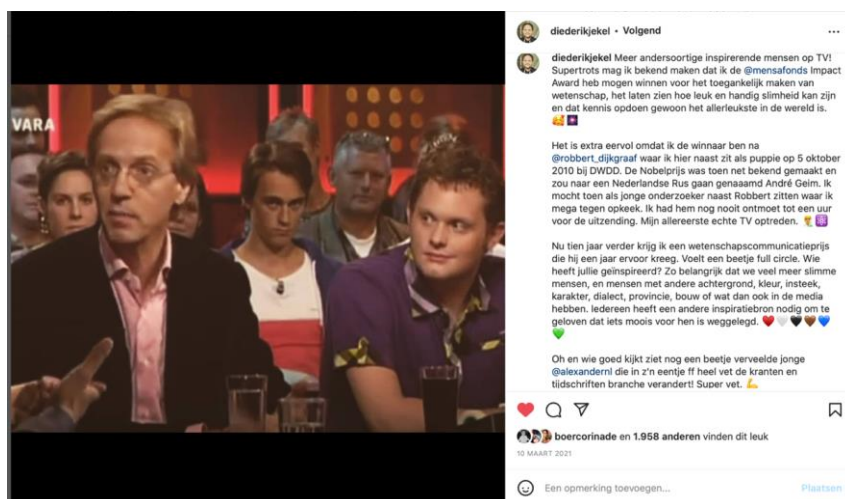 VARA
diederikjekel • Volgend
diederikjekel Meer andersoortige inspirerende mensen op TV!
Supertrots mag ik bekend maken dat ik de @mensafonds Impact
Award heb mogen winnen voor het toegankelijk maken van
wetenschap, het laten zien hoe leuk en handig slimheid kan zijn
en dat kennis opdoen gewoon het allerleukste in de wereld is.
🥰 🎇
Het is extra eervol omdat ik de winnaar ben na
@robbert_dijkgraaf waar ik hier naast zit als puppie op 5 oktober
2010 bij DWDD. De Nobelprijs was toen net bekend gemaakt en
zou naar een Nederlandse Rus gaan genaaamd André Geim. Ik
mocht toen als jonge onderzoeker naast Robbert zitten waar ik
mega tegen opkeek. Ik had hem nog nooit ontmoet tot een uur
voor de uitzending. Mijn allereerste echte TV optreden. ⚛️
Nu tien jaar verder krijg ik een wetenschapscommunicatieprijs
die hij een jaar ervoor kreeg. Voelt een beetje full circle. Wie
heeft jullie geïnspireerd? Zo belangrijk dat we veel meer slimme
mensen, en mensen met andere achtergrond, kleur, insteek,
karakter, dialect, provincie, bouw of wat dan ook in de media
hebben. Iedereen heeft een andere inspiratiebron nodig om te
geloven dat iets moois voor hen is weggelegd. ❤️🤍🖤🤎💙
💚
Oh en wie goed kijkt ziet nog een beetje verveelde jonge
@alexandernl die in z'n eentje ff heel vet de kranten en
tijdschriften branche verandert! Super vet. 💪
boercorinade en 1.958 anderen vinden dit leuk
10 MAART 2021
Een opmerking toevoegen... Plaatsen